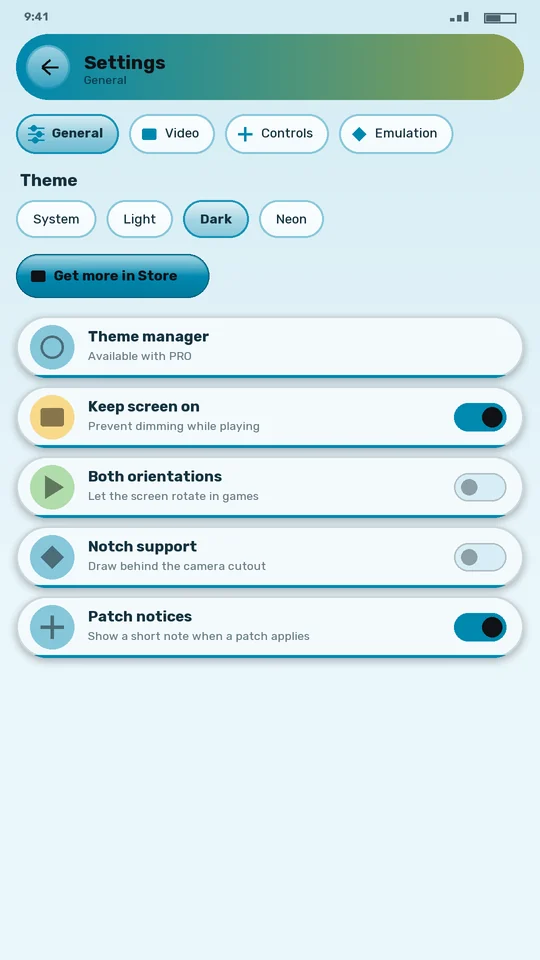 9:41
Settings
General
General
Video
Controls
Emulation
Theme
System
Light
Dark
Neon
Get more in Store
Theme manager
Available with PRO
Keep screen on
Prevent dimming while playing
Both orientations
Let the screen rotate in games
Notch support
Draw behind the camera cutout
Patch notices
Show a short note when a patch applies